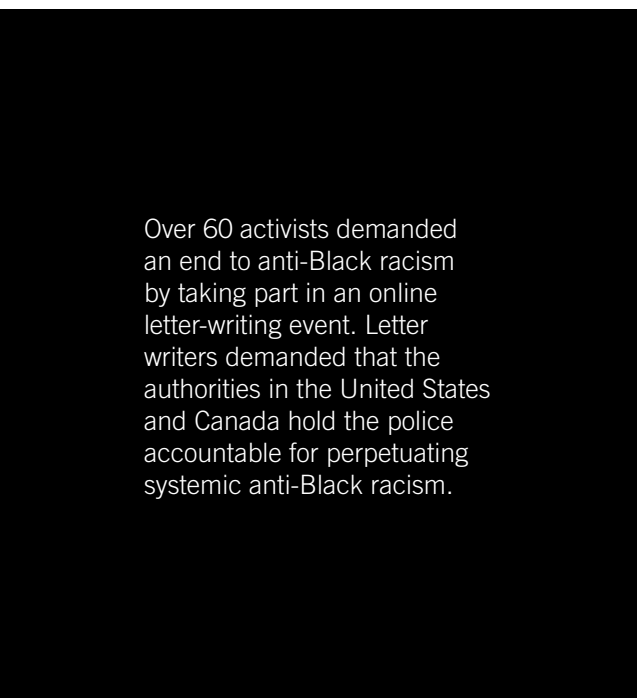 Over 60 activists demanded
an end to anti-Black racism
by taking part in an online
letter-writing event. Letter
writers demanded that the
authorities in the United States
and Canada hold the police
accountable for perpetuating
systemic anti-Black racism.